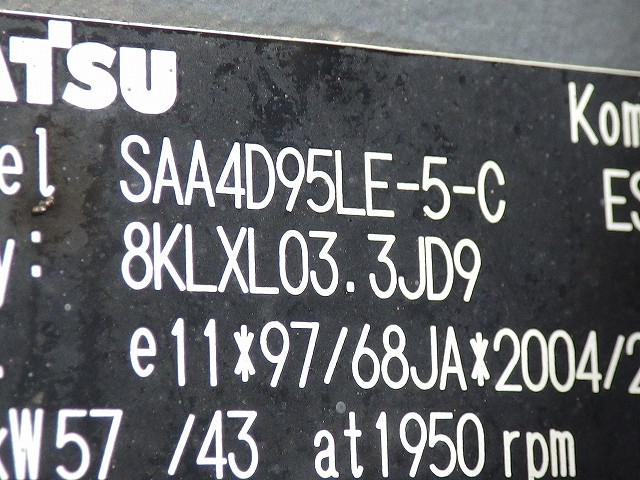 ATSU
Kom
el SAA4D95LE-5-C ES
y: 8KLXL03.3JD9
e11*97/68JA*2004/2
kW57 /43 at1950 rpm